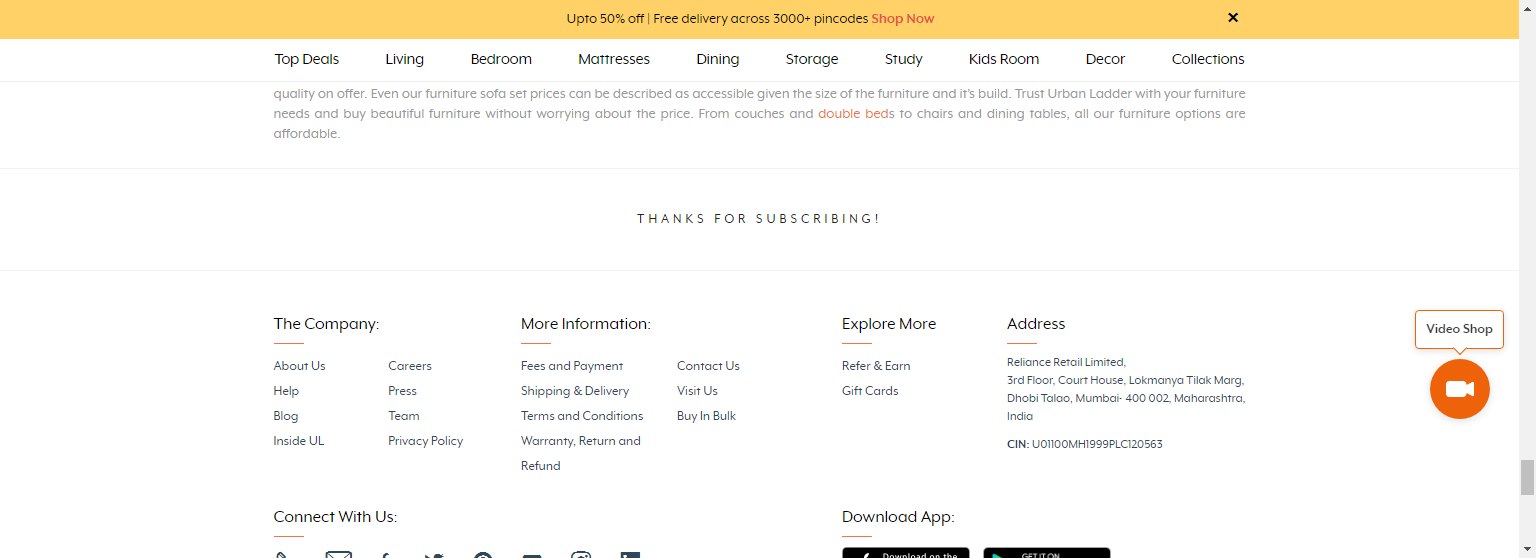 Upto 50% off | Free delivery across 3000+ pincodes Shop Now ✕
Top Deals Living Bedroom Mattresses Dining Storage Study Kids Room Decor Collections
quality on offer. Even our furniture sofa set prices can be described as accessible given the size of the furniture and it's build. Trust Urban Ladder with your furniture
needs and buy beautiful furniture without worrying about the price. From couches and double beds to chairs and dining tables, all our furniture options are
affordable.
THANKS FOR SUBSCRIBING!
The Company:
About Us
Help
Blog
Inside UL
Careers
Press
Team
Privacy Policy
More Information:
Fees and Payment
Shipping & Delivery
Terms and Conditions
Warranty, Return and
Refund
Contact Us
Visit Us
Buy In Bulk
Explore More
Refer & Earn
Gift Cards
Address
Reliance Retail Limited,
3rd Floor, Court House, Lokmanya Tilak Marg,
Dhobi Talao, Mumbai- 400 002, Maharashtra,
India
CIN: U01100MH1999PLC120563
Video Shop
Connect With Us:
Download App:
Download on the
GET IT ON